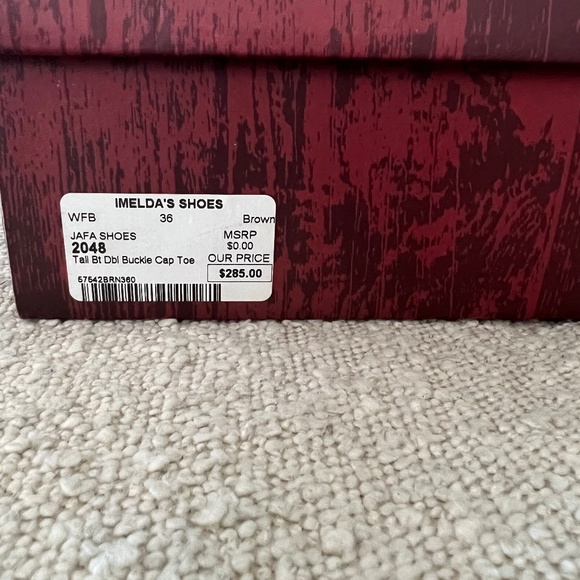 IMELDA'S SHOES
WFB 36 Brown
JAFA SHOES MSRP
2048 $0.00
Tall Bt Dbl Buckle Cap Toe OUR PRICE
57542BRN360 $285.00